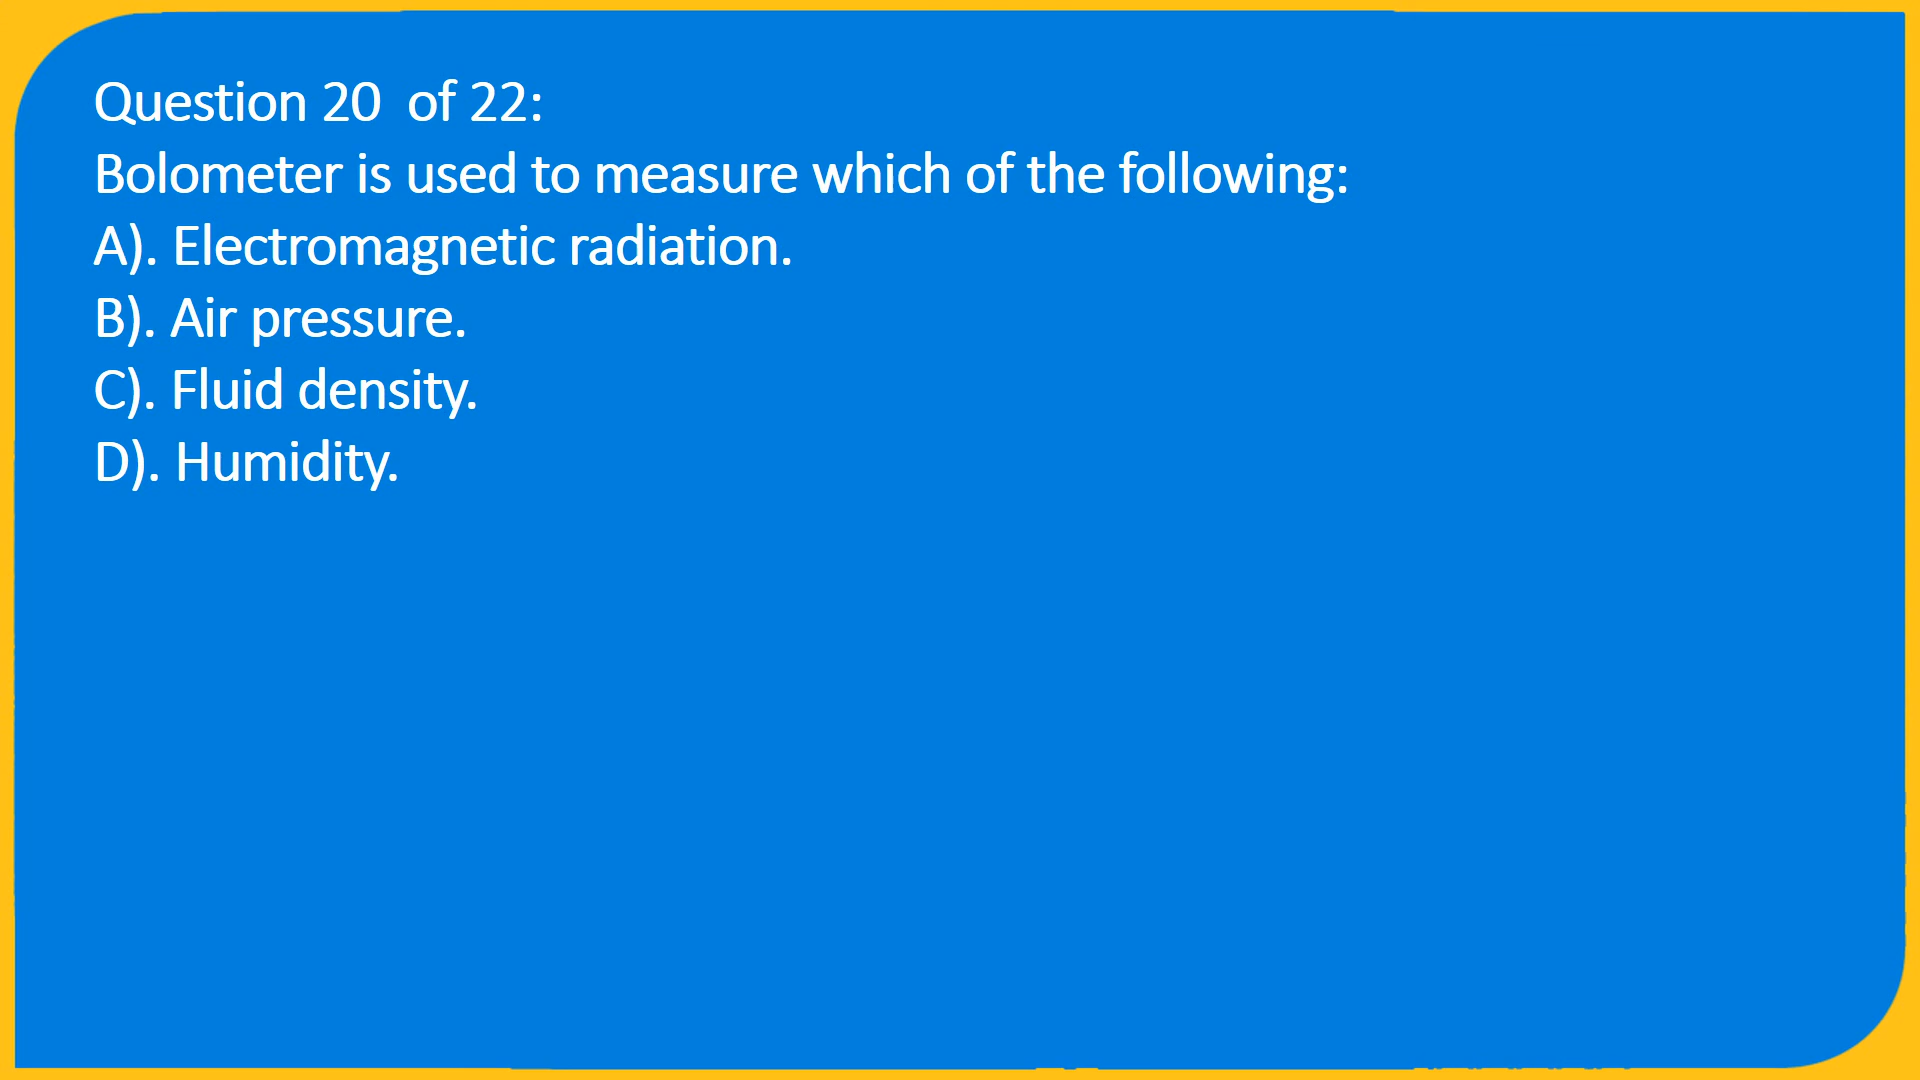 Question 20  of 22:
Bolometer is used to measure which of the following:
A). Electromagnetic radiation.
B). Air pressure.
C). Fluid density.
D). Humidity.